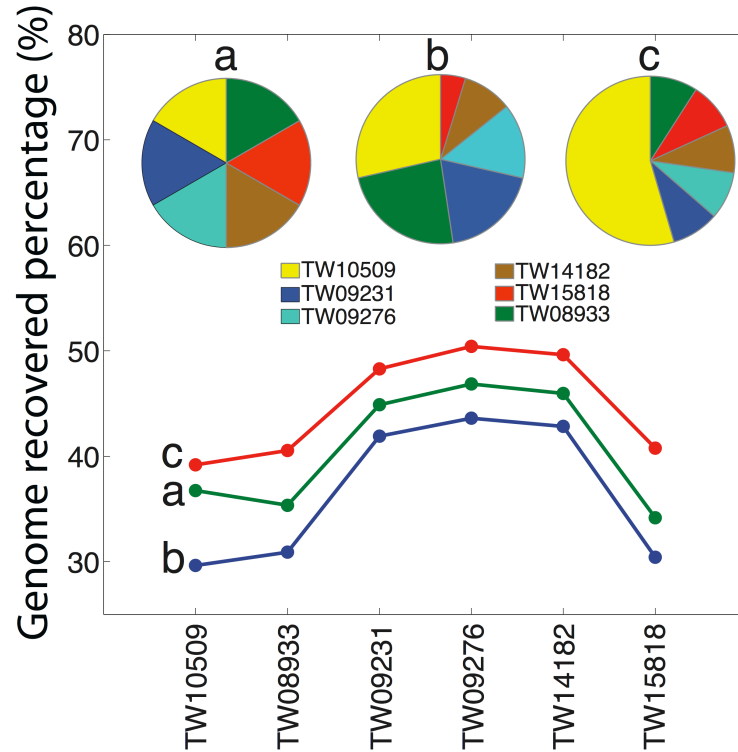 Genome recovered percentage (%)
80
70
60
50
40
30
a
b
c
TW10509
TW09231
TW09276
TW14182
TW15818
TW08933
c
a
b
TW10509
TW08933
TW09231
TW09276
TW14182
TW15818